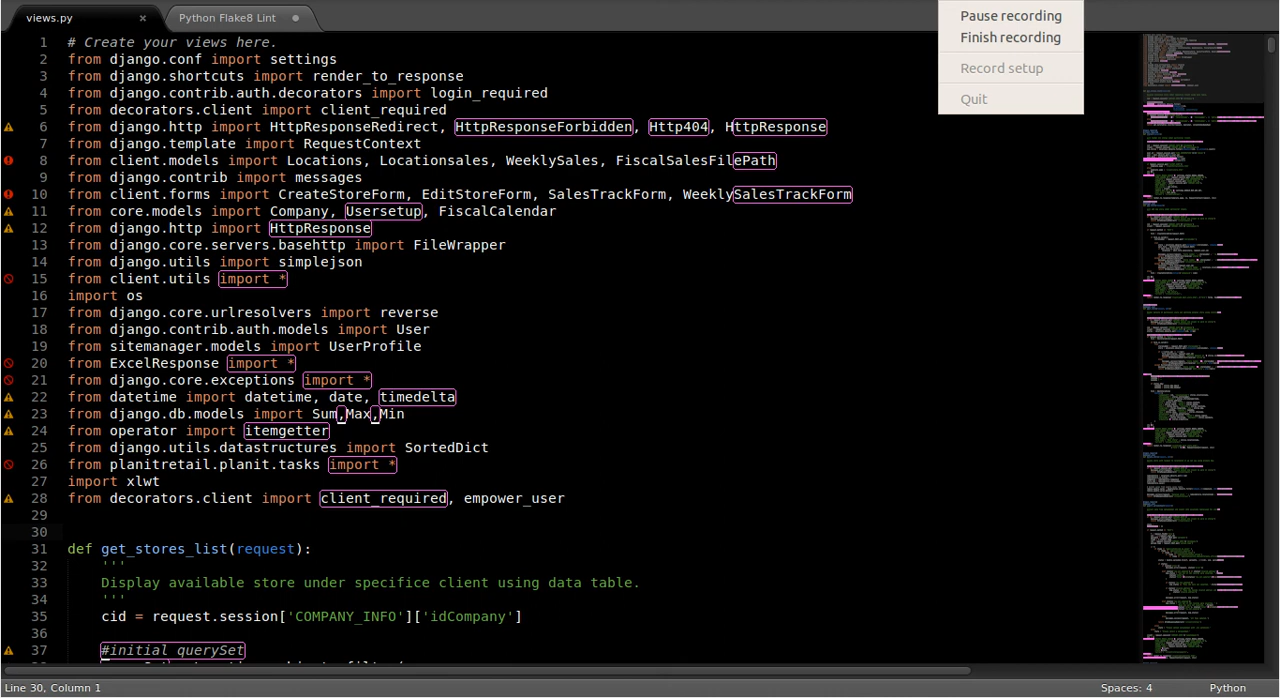 views.py × Python Flake8 Lint
Pause recording
Finish recording
Record setup
Quit
1 # Create your views here.
2 from django.conf import settings
3 from django.shortcuts import render_to_response
4 from django.contrib.auth.decorators import login_required
5 from decorators.client import client_required
6 from django.http import HttpResponseRedirect, HttpResponseForbidden, Http404, HttpResponse
7 from django.template import RequestContext
8 from client.models import Locations, Locationsales, WeeklySales, FiscalSalesFilePath
9 from django.contrib import messages
10 from client.forms import CreateStoreForm, EditStoreForm, SalesTrackForm, WeeklySalesTrackForm
11 from core.models import Company, Usersetup, FiscalCalendar
12 from django.http import HttpResponse
13 from django.core.servers.basehttp import FileWrapper
14 from django.utils import simplejson
15 from client.utils import *
16 import os
17 from django.core.urlresolvers import reverse
18 from django.contrib.auth.models import User
19 from sitemanager.models import UserProfile
20 from ExcelResponse import *
21 from django.core.exceptions import *
22 from datetime import datetime, date, timedelta
23 from django.db.models import Sum,Max,Min
24 from operator import itemgetter
25 from django.utils.datastructures import SortedDict
26 from planitretail.planit.tasks import *
27 import xlwt
28 from decorators.client import client_required, empower_user
29
30
31 def get_stores_list(request):
32 '''
33 Display available store under specifice client using data table.
34 '''
35 cid = request.session['COMPANY_INFO']['idCompany']
36
37 #initial querySet
Line 30, Column 1 Spaces: 4 Python